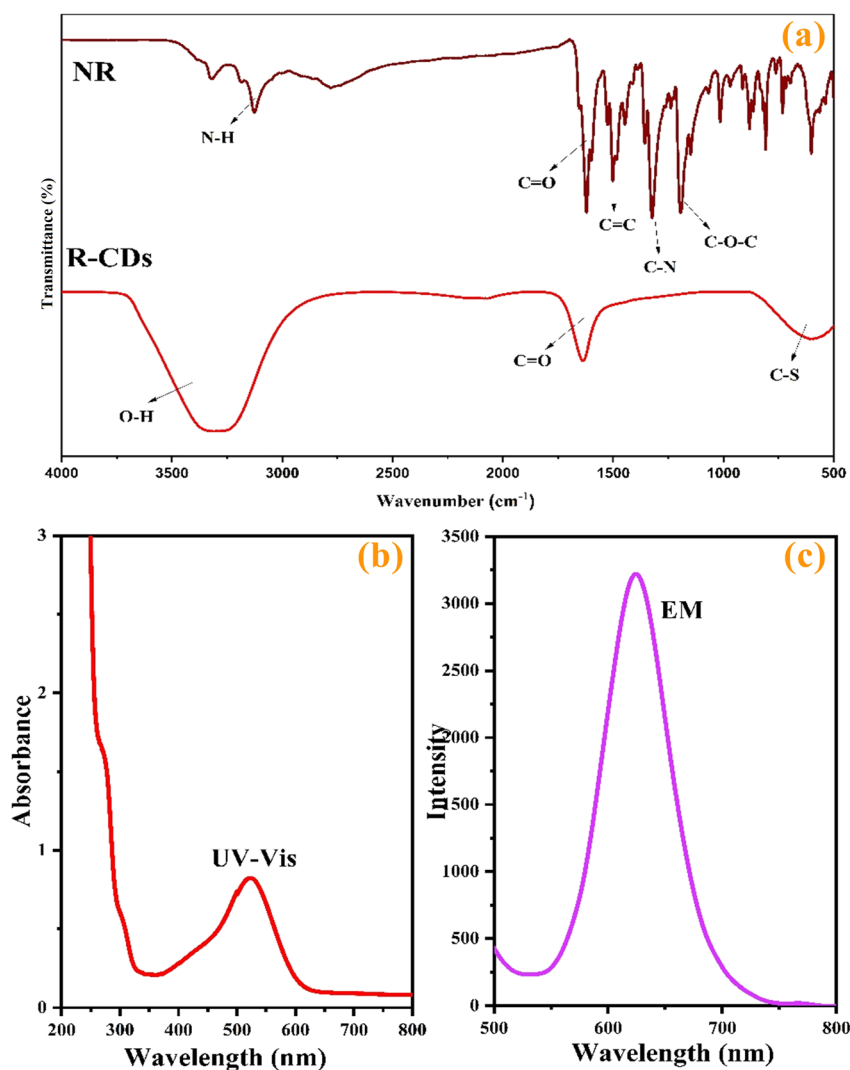 (a)
NR
N-H
C=O
C=C
C-N
C-O-C
Transmittance (%)
R-CDs
O-H
C=O
C-S
4000 3500 3000 2500 2000 1500 1000 500
Wavenumber (cm⁻¹)
(b)
3
2
1
0
Absorbance
UV-Vis
200 300 400 500 600 700 800
Wavelength (nm)
(c)
3500
3000
2500
2000
1500
1000
500
0
Intensity
EM
500 600 700 800
Wavelength (nm)